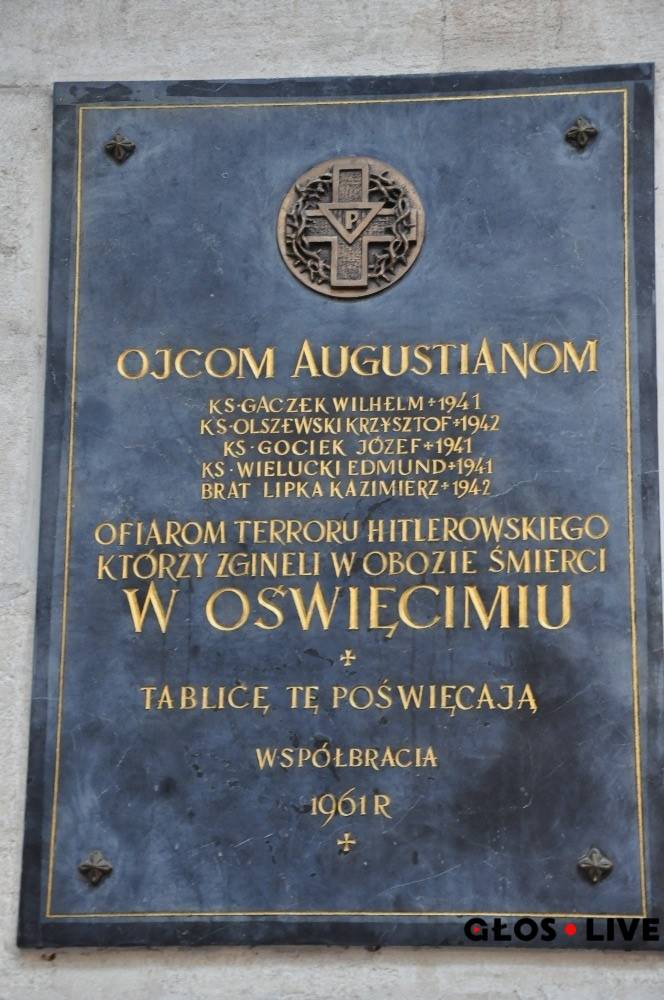 P
OJCOM AUGUSTIANOM
KS·GACZEK WILHELM+1941
KS·OLSZEWSKI KRZYSZTOF+1942
KS·GOCIEK JÓZEF+1941
KS·WIELUCKI EDMUND+1941
BRAT LIPKA KAZIMIERZ+1942
OFIAROM TERRORU HITLEROWSKIEGO
KTÓRZY ZGINELI W OBOZIE ŚMIERCI
W OŚWIĘCIMIU
TABLICĘ TĘ POŚWIĘCAJĄ
WSPÓŁBRACIA
1961 R
GŁOS•LIVE